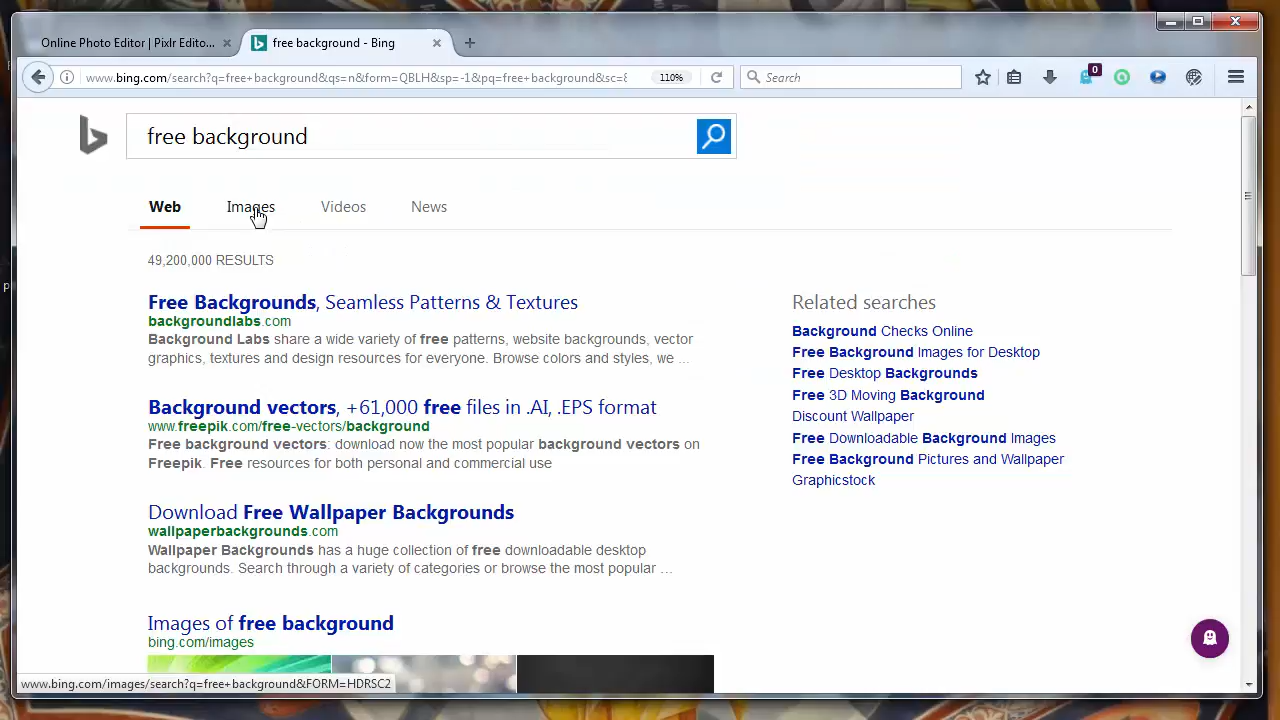 Online Photo Editor | Pixlr Edito...
free background - Bing
www.bing.com/search?q=free+background&qs=n&form=QBLH&sp=-1&pq=free+background&sc=8
110%
Search
0
free background
Web
Images
Videos
News
49,200,000 RESULTS
Free Backgrounds, Seamless Patterns & Textures
backgroundlabs.com
Background Labs share a wide variety of free patterns, website backgrounds, vector
graphics, textures and design resources for everyone. Browse colors and styles, we ...
Background vectors, +61,000 free files in .AI, .EPS format
www.freepik.com/free-vectors/background
Free background vectors: download now the most popular background vectors on
Freepik. Free resources for both personal and commercial use
Download Free Wallpaper Backgrounds
wallpaperbackgrounds.com
Wallpaper Backgrounds has a huge collection of free downloadable desktop
backgrounds. Search through a variety of categories or browse the most popular ...
Images of free background
bing.com/images
Related searches
Background Checks Online
Free Background Images for Desktop
Free Desktop Backgrounds
Free 3D Moving Background
Discount Wallpaper
Free Downloadable Background Images
Free Background Pictures and Wallpaper
Graphicstock
www.bing.com/images/search?q=free+background&FORM=HDRSC2